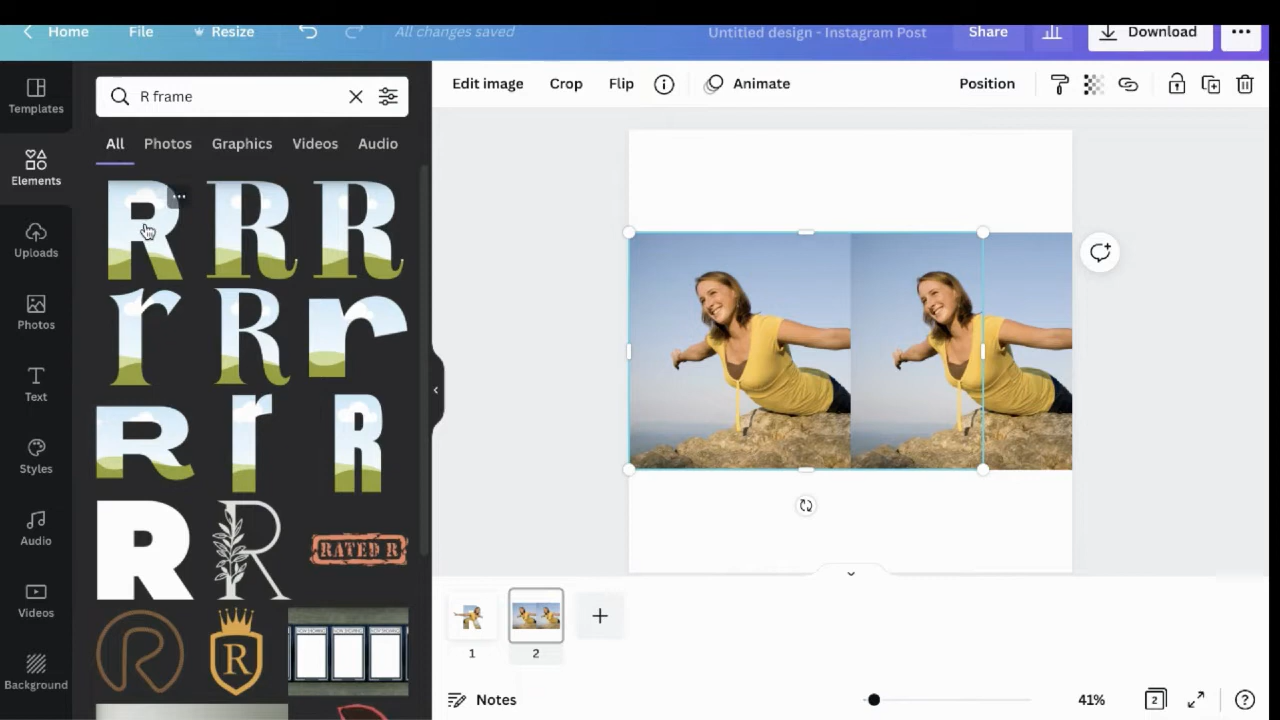 Home File Resize All changes saved Untitled design - Instagram Post Share Download
Templates
Elements
Uploads
Photos
Text
Styles
Audio
Videos
Background
R frame
All Photos Graphics Videos Audio
R R R
r R r
R r R
R R RATED R
R R
Edit image Crop Flip Animate Position
1 2
Notes 41% 2